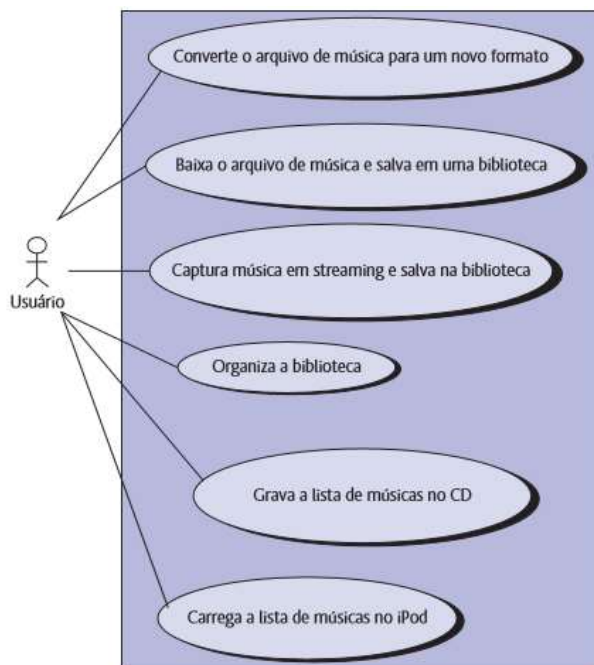 Converte o arquivo de música para um novo formato
Baixa o arquivo de música e salva em uma biblioteca
Captura música em streaming e salva na biblioteca
Usuário
Organiza a biblioteca
Grava a lista de músicas no CD
Carrega a lista de músicas no iPod